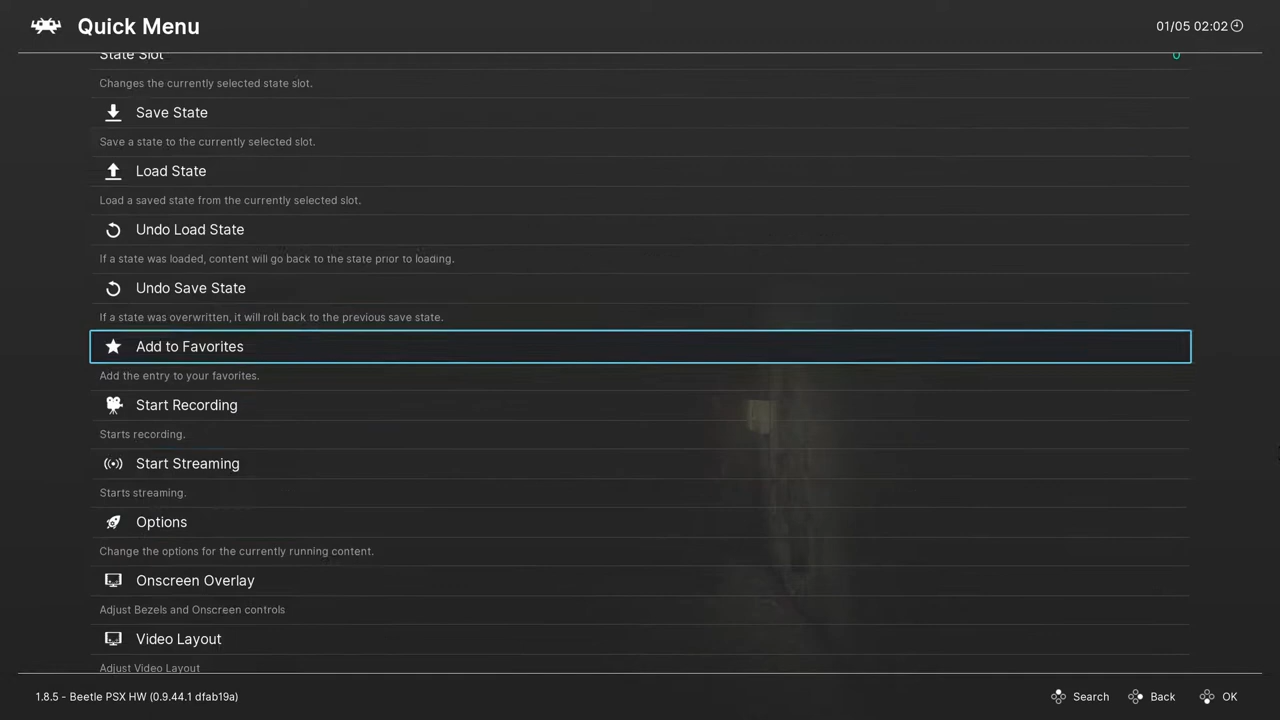 Quick Menu
01/05 02:02
State Slot
0
Changes the currently selected state slot.
Save State
Save a state to the currently selected slot.
Load State
Load a saved state from the currently selected slot.
Undo Load State
If a state was loaded, content will go back to the state prior to loading.
Undo Save State
If a state was overwritten, it will roll back to the previous save state.
Add to Favorites
Add the entry to your favorites.
Start Recording
Starts recording.
Start Streaming
Starts streaming.
Options
Change the options for the currently running content.
Onscreen Overlay
Adjust Bezels and Onscreen controls
Video Layout
Adjust Video Layout
1.8.5 - Beetle PSX HW (0.9.44.1 dfab19a)
Search
Back
OK